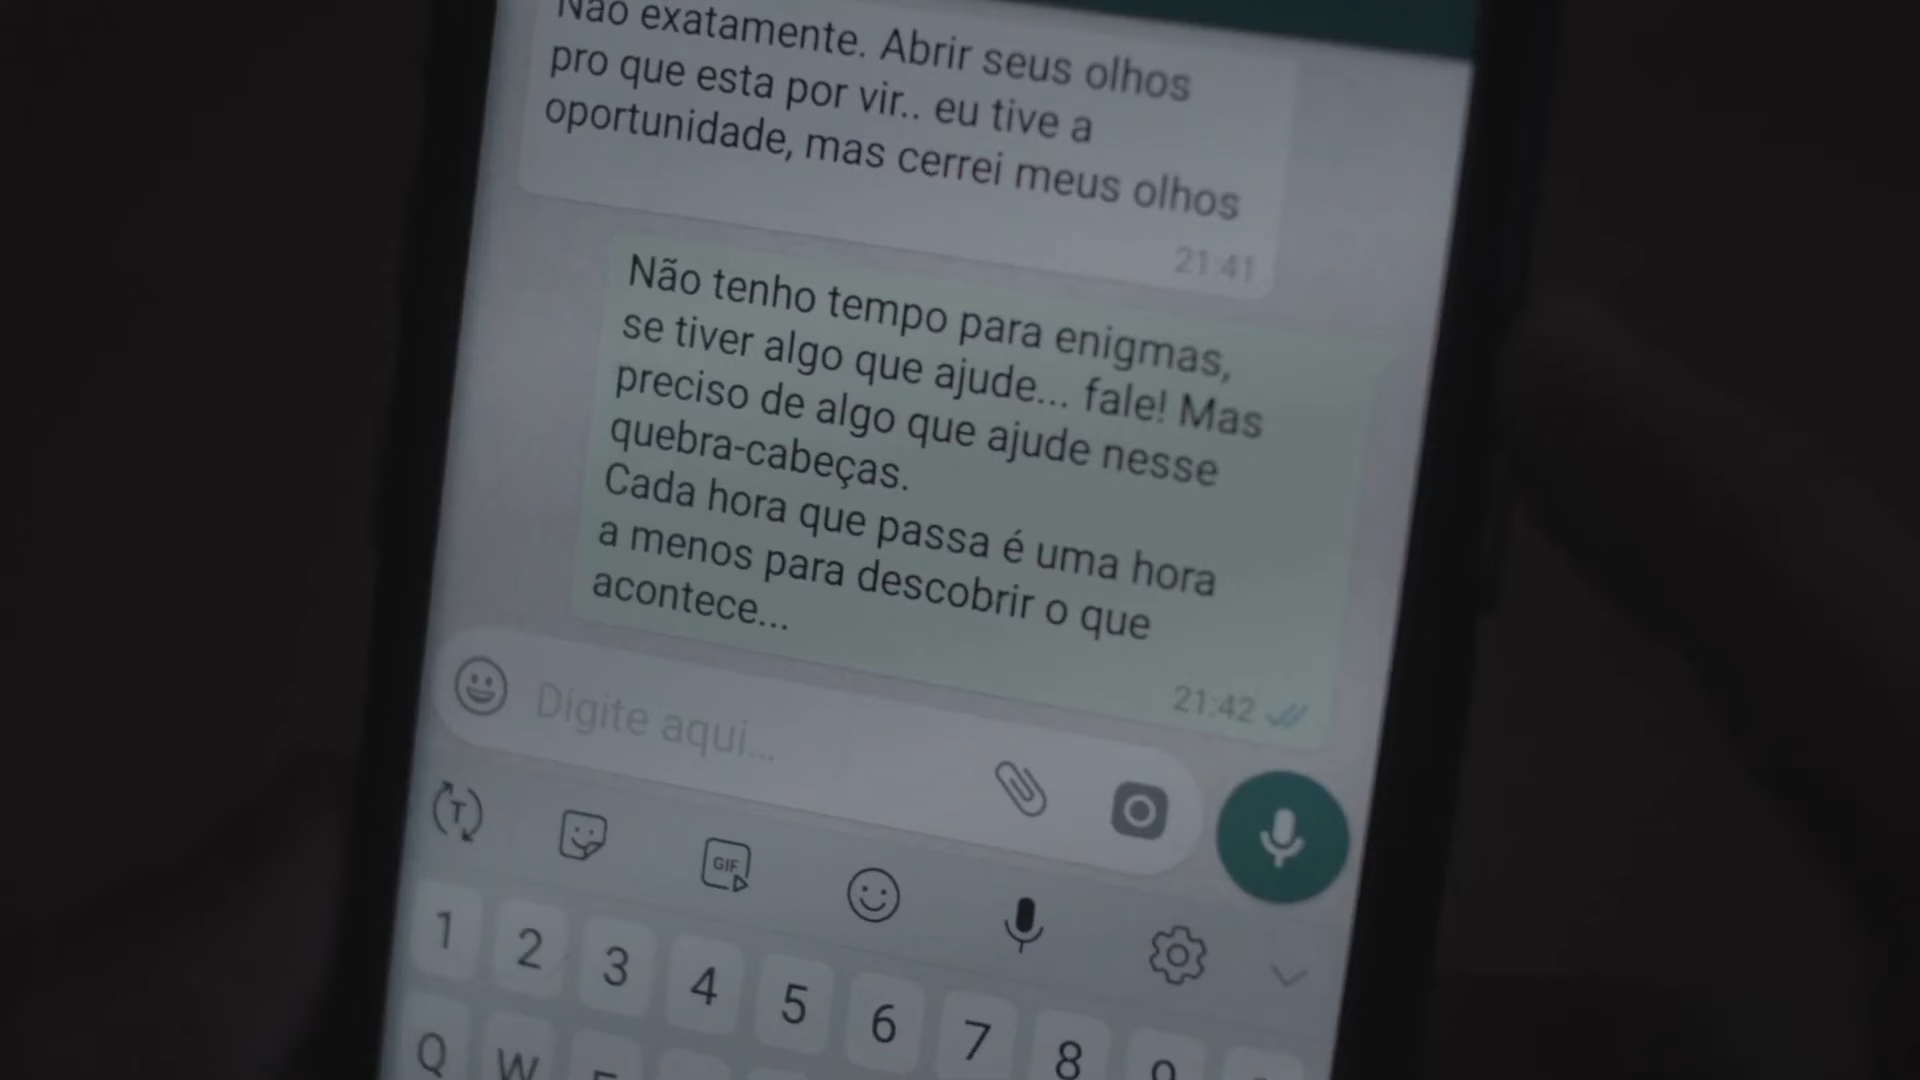 Não exatamente. Abrir seus olhos
pro que esta por vir.. eu tive a
oportunidade, mas cerrei meus olhos
21:41
Não tenho tempo para enigmas,
se tiver algo que ajude... fale! Mas
preciso de algo que ajude nesse
quebra-cabeças.
Cada hora que passa é uma hora
a menos para descobrir o que
acontece...
21:42
Digite aqui...
T
GIF
1 2 3 4 5 6 7 8 9
Q W